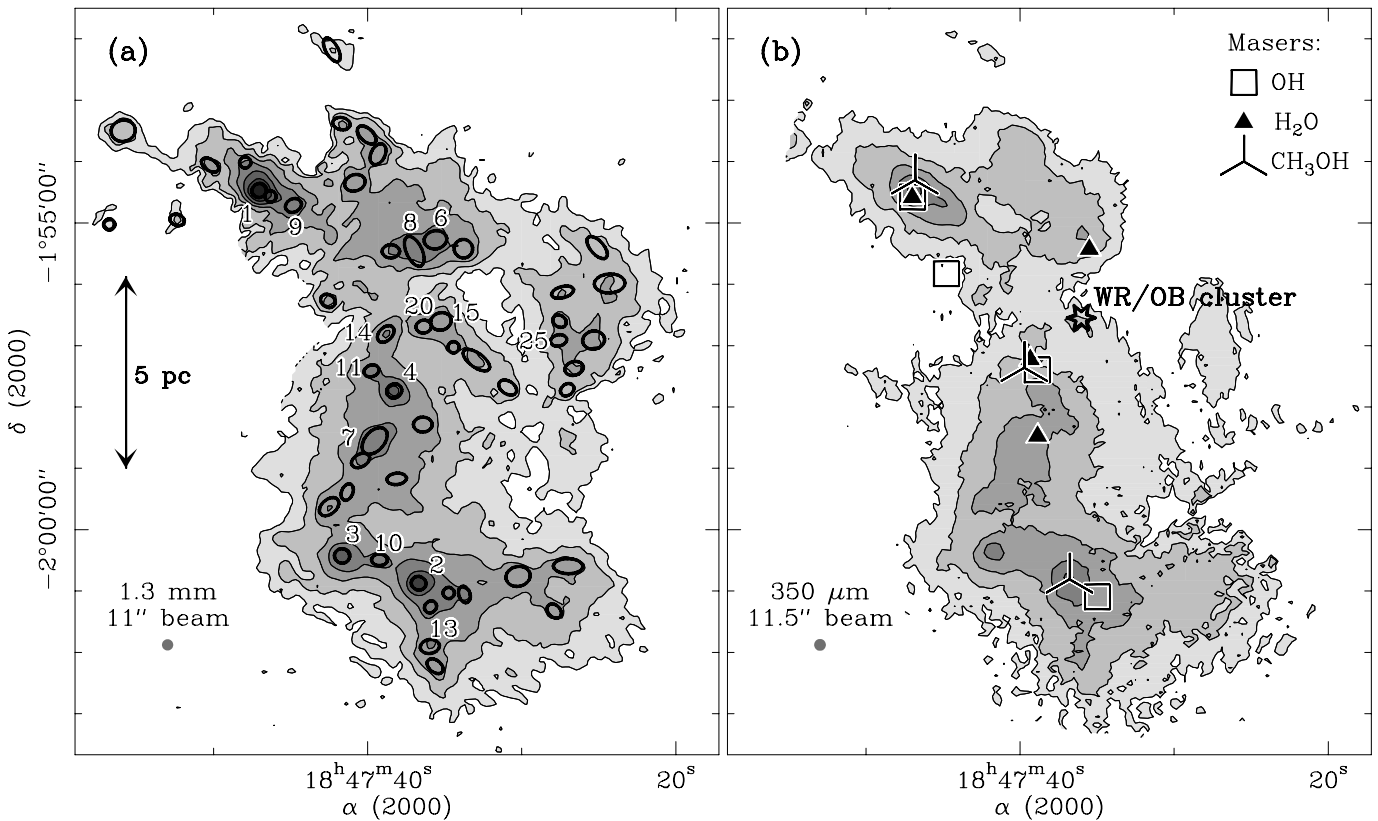 (a)
1
9
8
6
20
15
14
25
11
4
5 pc
7
3
10
2
13
1.3 mm
11″ beam
−1°55′00″
δ (2000)
−2°00′00″
18ʰ47ᵐ40ˢ
20ˢ
α (2000)
(b)
Masers:
OH
H₂O
CH₃OH
WR/OB cluster
350 μm
11.5″ beam
18ʰ47ᵐ40ˢ
20ˢ
α (2000)